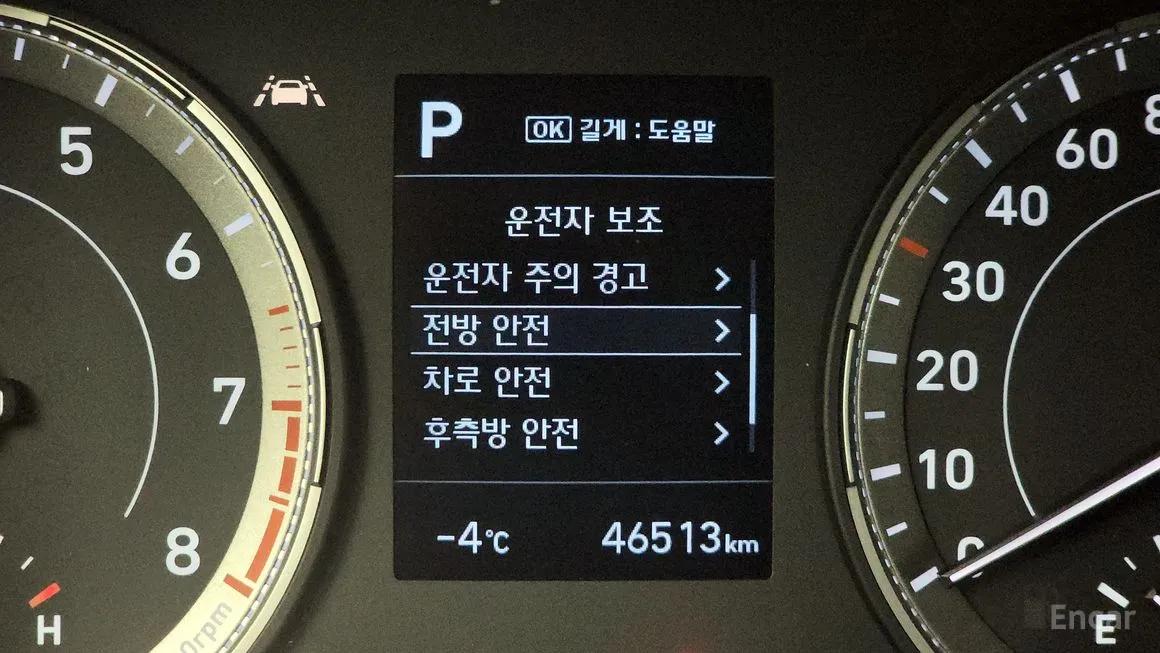 P
OK 길게 : 도움말
운전자 보조
운전자 주의 경고
전방 안전
차로 안전
후측방 안전
-4°C
46513km
5
6
7
8
H
60
40
30
20
10
0
E
Encar